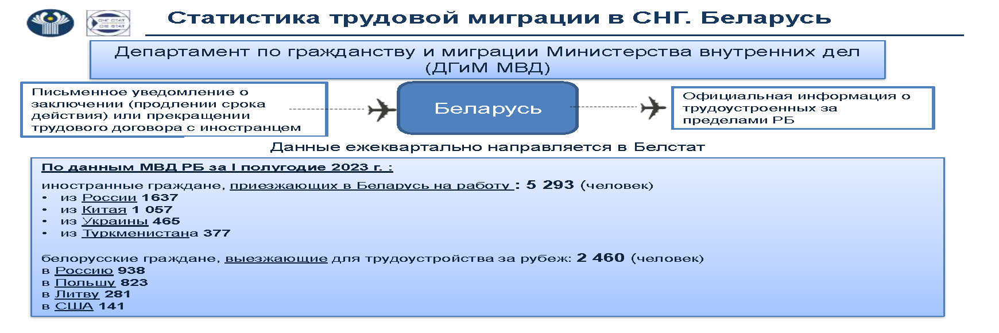 СНГ СТАТ
CIS STAT
Статистика трудовой миграции в СНГ. Беларусь
Департамент по гражданству и миграции Министерства внутренних дел
(ДГиМ МВД)
Письменное уведомление о
заключении (продлении срока
действия) или прекращении
трудового договора с иностранцем
Беларусь
Официальная информация о
трудоустроенных за
пределами РБ
Данные ежеквартально направляется в Белстат
По данным МВД РБ за I полугодие 2023 г. :
иностранные граждане, приезжающих в Беларусь на работу : 5 293 (человек)
• из России 1637
• из Китая 1 057
• из Украины 465
• из Туркменистана 377
белорусские граждане, выезжающие для трудоустройства за рубеж: 2 460 (человек)
в Россию 938
в Польшу 823
в Литву 281
в США 141